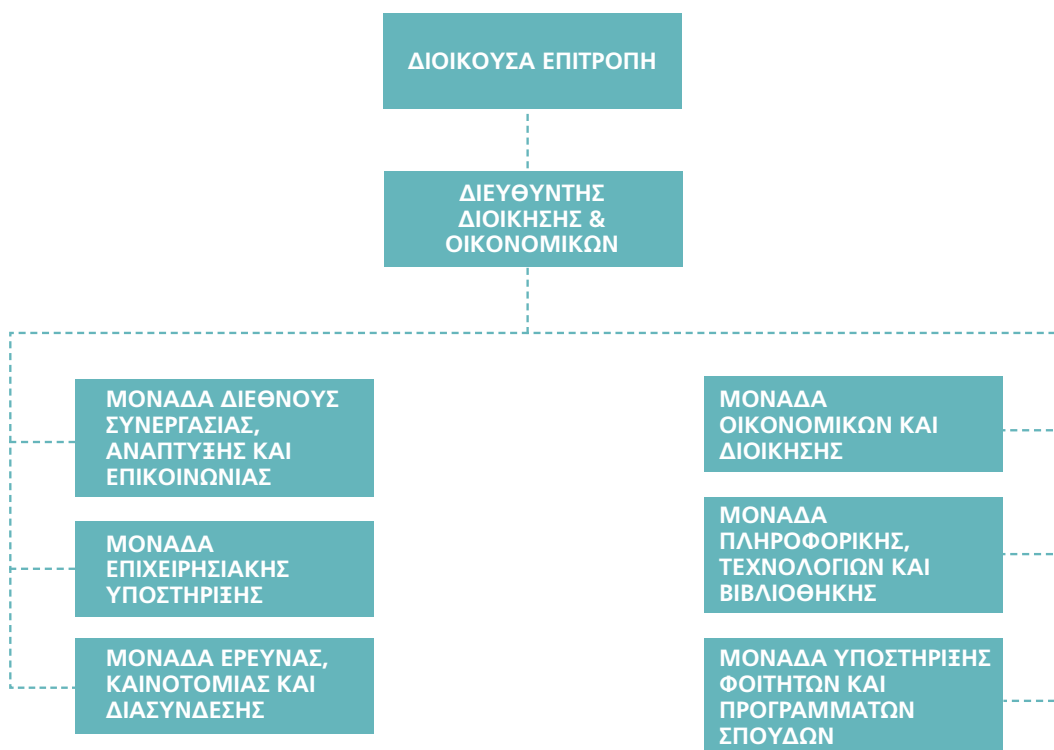 ΔΙΟΙΚΟΥΣΑ ΕΠΙΤΡΟΠΗ
ΔΙΕΥΘΥΝΤΗΣ
ΔΙΟΙΚΗΣΗΣ &
ΟΙΚΟΝΟΜΙΚΩΝ
ΜΟΝΑΔΑ ΔΙΕΘΝΟΥΣ
ΣΥΝΕΡΓΑΣΙΑΣ,
ΑΝΑΠΤΥΞΗΣ ΚΑΙ
ΕΠΙΚΟΙΝΩΝΙΑΣ
ΜΟΝΑΔΑ
ΕΠΙΧΕΙΡΗΣΙΑΚΗΣ
ΥΠΟΣΤΗΡΙΞΗΣ
ΜΟΝΑΔΑ ΕΡΕΥΝΑΣ,
ΚΑΙΝΟΤΟΜΙΑΣ ΚΑΙ
ΔΙΑΣΥΝΔΕΣΗΣ
ΜΟΝΑΔΑ
ΟΙΚΟΝΟΜΙΚΩΝ ΚΑΙ
ΔΙΟΙΚΗΣΗΣ
ΜΟΝΑΔΑ
ΠΛΗΡΟΦΟΡΙΚΗΣ,
ΤΕΧΝΟΛΟΓΙΩΝ ΚΑΙ
ΒΙΒΛΙΟΘΗΚΗΣ
ΜΟΝΑΔΑ ΥΠΟΣΤΗΡΙΞΗΣ
ΦΟΙΤΗΤΩΝ ΚΑΙ
ΠΡΟΓΡΑΜΜΑΤΩΝ
ΣΠΟΥΔΩΝ